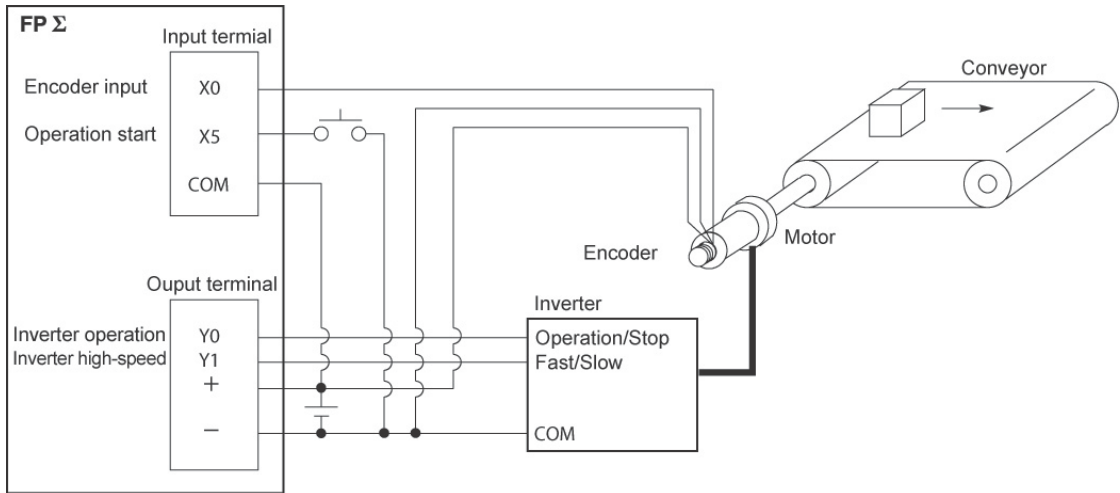 FP Σ
Input termial
Encoder input X0
Operation start X5
COM
Conveyor
Motor
Encoder
Ouput terminal
Inverter
Inverter operation Y0
Operation/Stop
Inverter high-speed Y1
Fast/Slow
+
−
COM